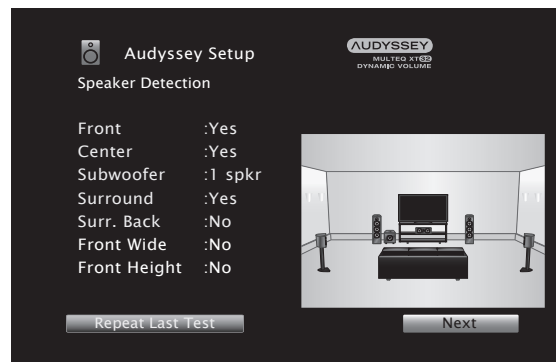 Audyssey Setup
AUDYSSEY
MULTEQ XT32
DYNAMIC VOLUME
Speaker Detection
Front :Yes
Center :Yes
Subwoofer :1 spkr
Surround :Yes
Surr. Back :No
Front Wide :No
Front Height :No
Repeat Last Test
Next